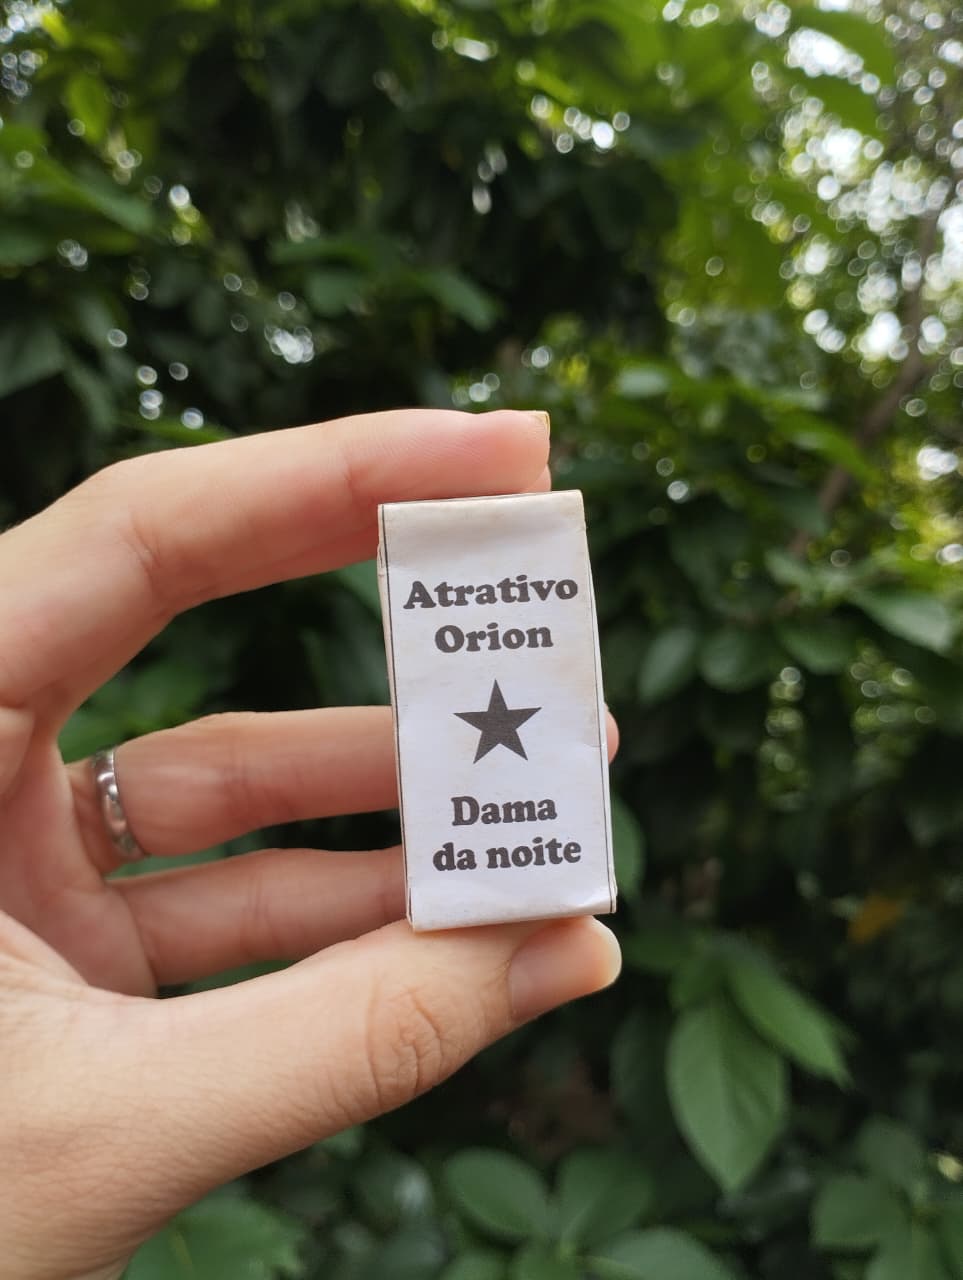 Atrativo
Orion
Dama
da noite